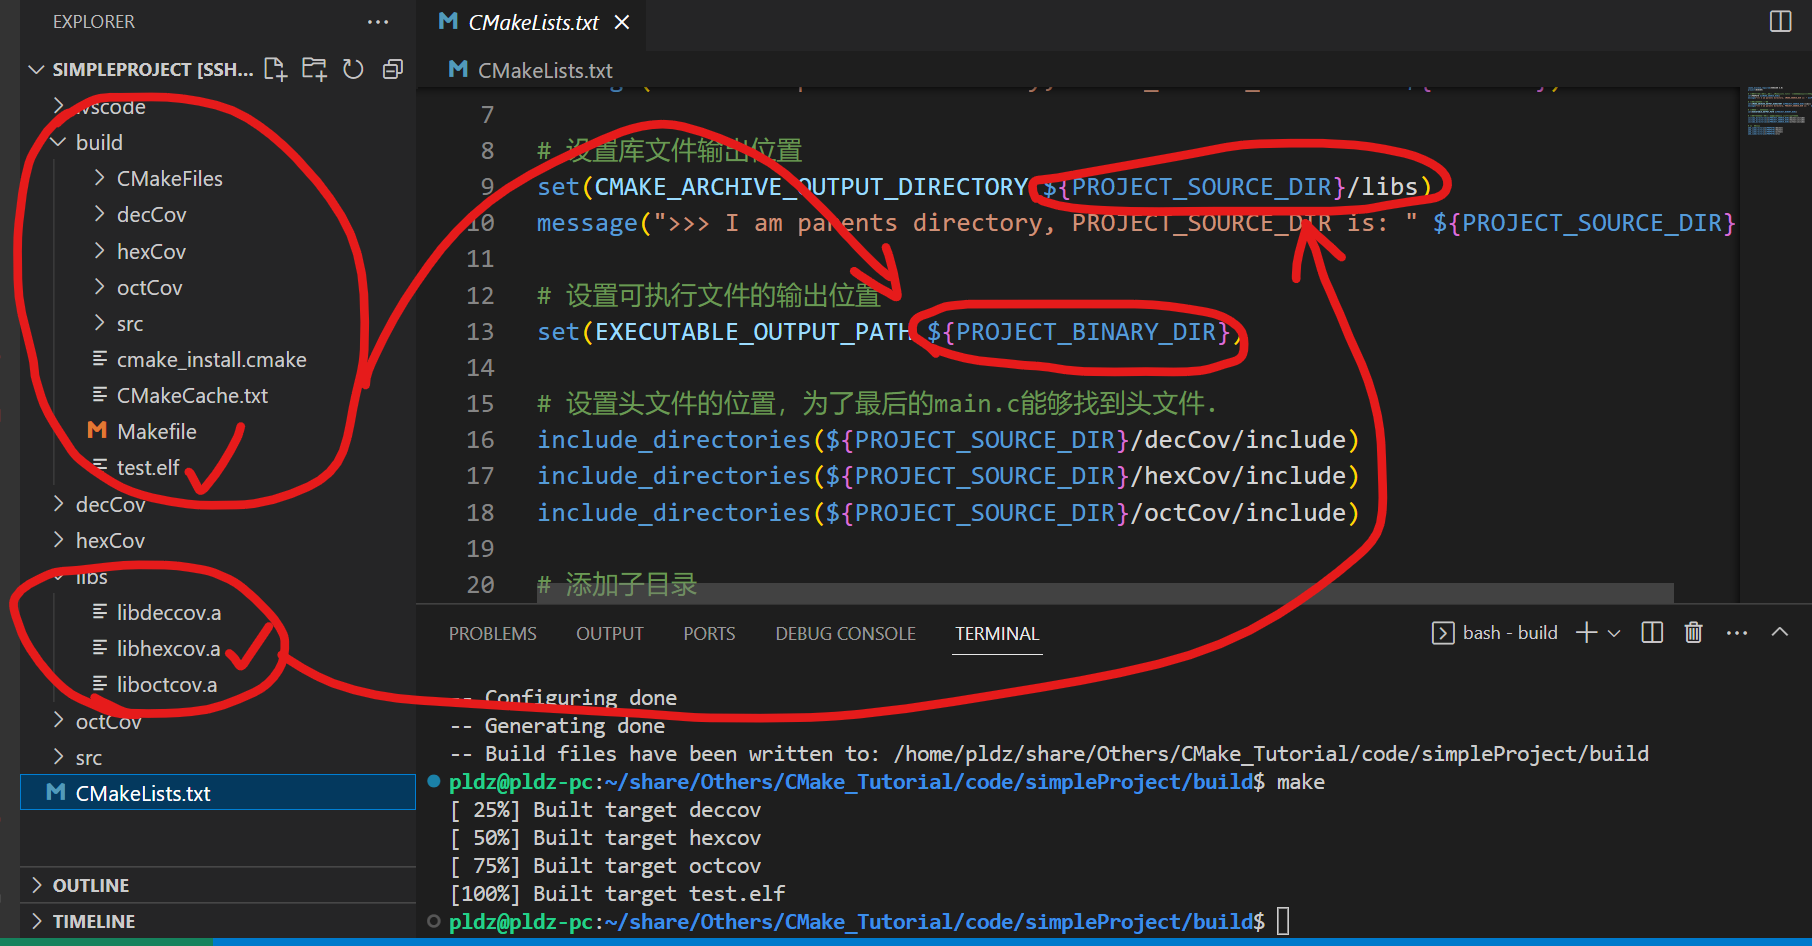 EXPLORER
SIMPLEPROJECT [SSH...
.vscode
build
CMakeFiles
decCov
hexCov
octCov
src
cmake_install.cmake
CMakeCache.txt
Makefile
test.elf
decCov
hexCov
libs
libdeccov.a
libhexcov.a
liboctcov.a
octCov
src
CMakeLists.txt
OUTLINE
TIMELINE
CMakeLists.txt
CMakeLists.txt
7
8 # 设置库文件输出位置
9 set(CMAKE_ARCHIVE_OUTPUT_DIRECTORY ${PROJECT_SOURCE_DIR}/libs)
10 message(">>> I am parents directory, PROJECT_SOURCE_DIR is: " ${PROJECT_SOURCE_DIR}
11
12 # 设置可执行文件的输出位置
13 set(EXECUTABLE_OUTPUT_PATH ${PROJECT_BINARY_DIR})
14
15 # 设置头文件的位置, 为了最后的main.c能够找到头文件.
16 include_directories(${PROJECT_SOURCE_DIR}/decCov/include)
17 include_directories(${PROJECT_SOURCE_DIR}/hexCov/include)
18 include_directories(${PROJECT_SOURCE_DIR}/octCov/include)
19
20 # 添加子目录
PROBLEMS OUTPUT PORTS DEBUG CONSOLE TERMINAL bash - build
-- Configuring done
-- Generating done
-- Build files have been written to: /home/pldz/share/Others/CMake_Tutorial/code/simpleProject/build
pldz@pldz-pc:~/share/Others/CMake_Tutorial/code/simpleProject/build$ make
[ 25%] Built target deccov
[ 50%] Built target hexcov
[ 75%] Built target octcov
[100%] Built target test.elf
pldz@pldz-pc:~/share/Others/CMake_Tutorial/code/simpleProject/build$